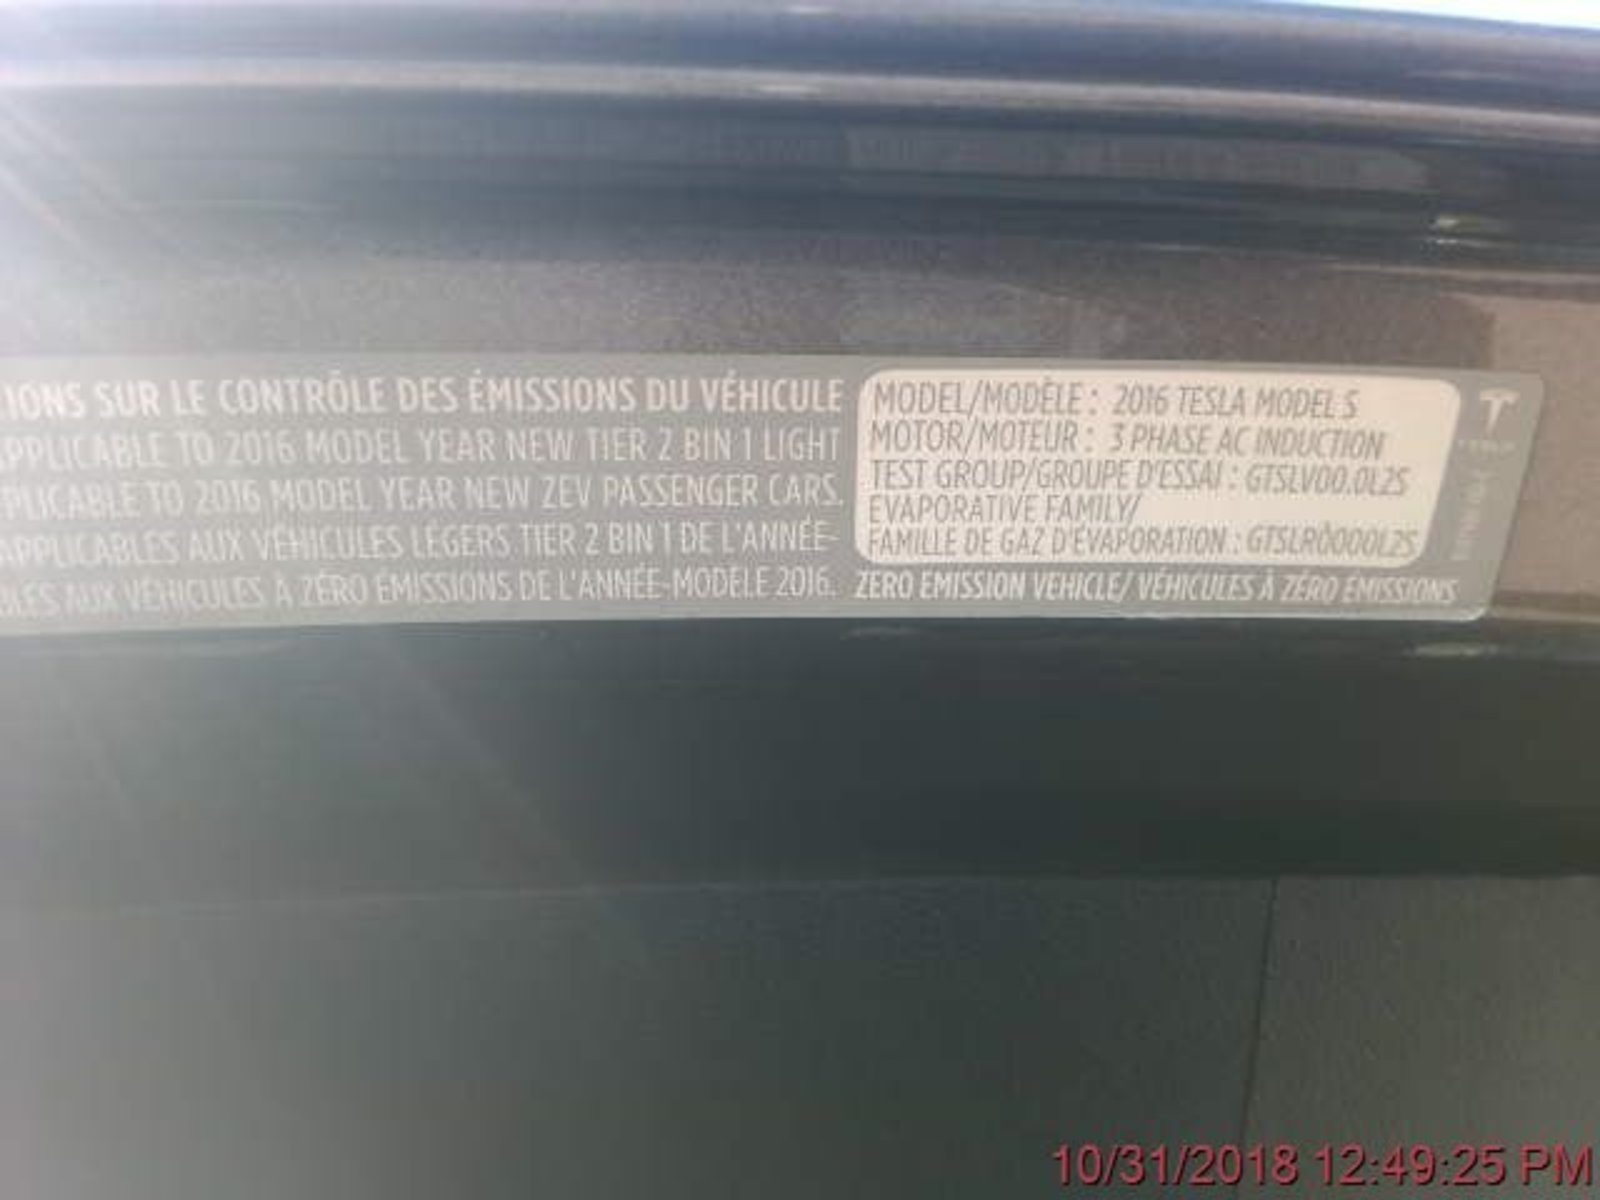 IONS SUR LE CONTRÔLE DES ÉMISSIONS DU VÉHICULE
APPLICABLE TO 2016 MODEL YEAR NEW TIER 2 BIN 1 LIGHT
PLICABLE TO 2016 MODEL YEAR NEW ZEV PASSENGER CARS.
APPLICABLES AUX VÉHICULES LÉGERS TIER 2 BIN 1 DE L'ANNÉE-
BLES AUX VÉHICULES À ZÉRO ÉMISSIONS DE L'ANNÉE-MODÈLE 2016.
MODEL/MODÈLE : 2016 TESLA MODEL S
MOTOR/MOTEUR : 3 PHASE AC INDUCTION
TEST GROUP/GROUPE D'ESSAI : GTSLV00.0L2S
EVAPORATIVE FAMILY/
FAMILLE DE GAZ D'ÉVAPORATION : GTSLR0000L2S
ZERO EMISSION VEHICLE/ VÉHICULES À ZÉRO ÉMISSIONS
TESLA
10/31/2018 12:49:25 PM